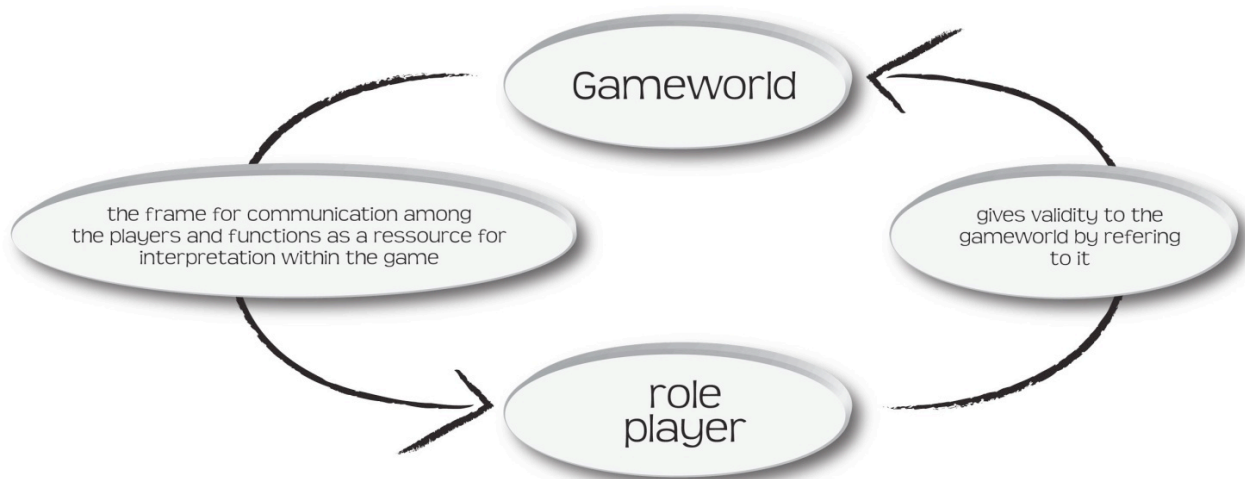 Gameworld
the frame for communication among
the players and functions as a ressource for
interpretation within the game
gives validity to the
gameworld by refering
to it
role
player